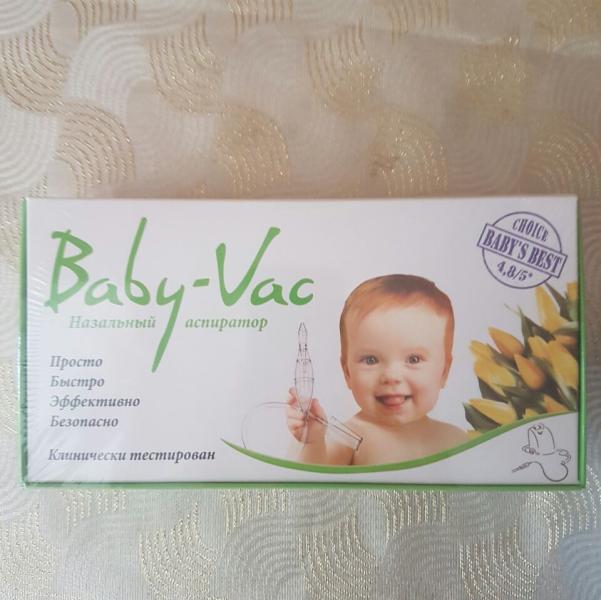 Baby-Vac
Назальный аспиратор
Просто
Быстро
Эффективно
Безопасно
Клинически тестирован
CHOICE
BABY'S BEST
4,8/5*